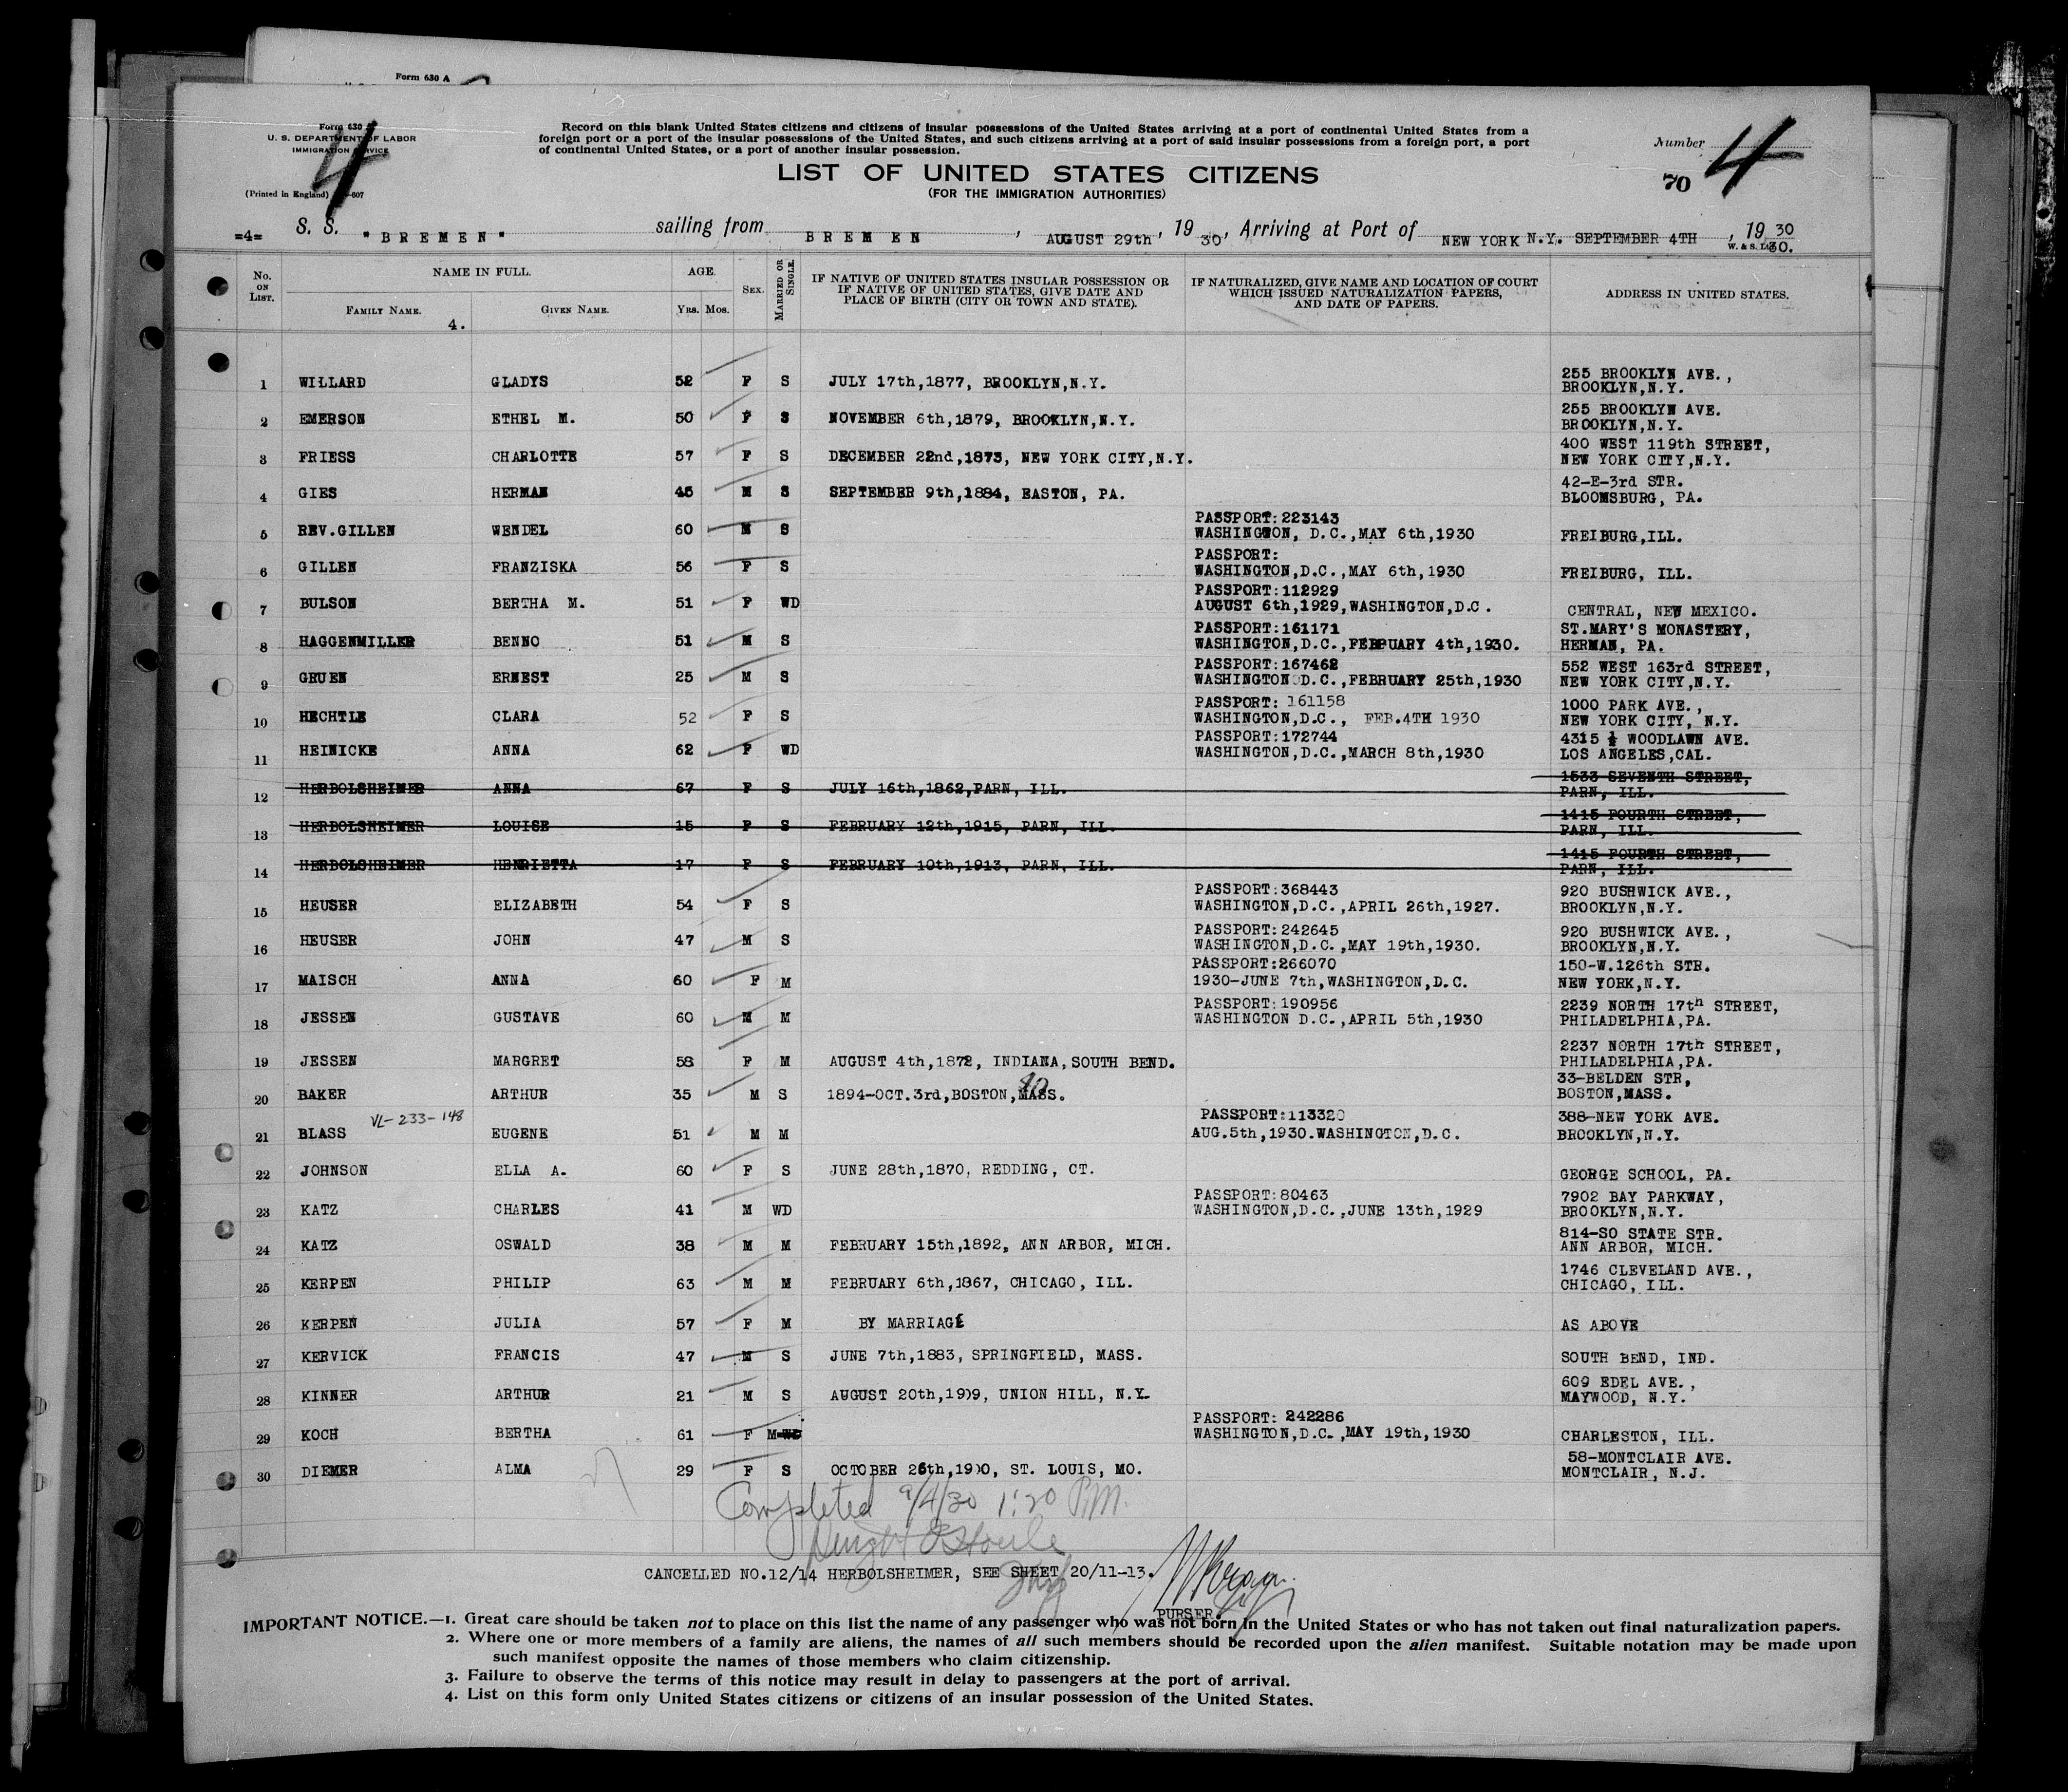 Form 630 A
Form 630
U. S. DEPARTMENT OF LABOR
IMMIGRATION SERVICE
(Printed in England)
4
Record on this blank United States citizens and citizens of insular possessions of the United States arriving at a port of continental United States from a
foreign port or a port of the insular possessions of the United States, and such citizens arriving at a port of said insular possessions from a foreign port, a port
of continental United States, or a port of another insular possession.
LIST OF UNITED STATES CITIZENS
(FOR THE IMMIGRATION AUTHORITIES)
Number 4
70
=4= S. S. "BREMEN" sailing from BREMEN, AUGUST 29th, 19 30, Arriving at Port of NEW YORK N.Y. SEPTEMBER 4TH, 19 30
W. & S. Ltd 30.
No. ON LIST. NAME IN FULL. AGE. SEX. MARRIED OR SINGLE. IF NATIVE OF UNITED STATES INSULAR POSSESSION OR IF NATIVE OF UNITED STATES, GIVE DATE AND PLACE OF BIRTH (CITY OR TOWN AND STATE). IF NATURALIZED, GIVE NAME AND LOCATION OF COURT WHICH ISSUED NATURALIZATION PAPERS, AND DATE OF PAPERS. ADDRESS IN UNITED STATES.
FAMILY NAME. 4. GIVEN NAME. YRS. MOS.
1 WILLARD GLADYS 52 F S JULY 17th,1877, BROOKLYN,N.Y. 255 BROOKLYN AVE., BROOKLYN,N.Y.
2 EMERSON ETHEL M. 50 F S NOVEMBER 6th,1879, BROOKLYN,N.Y. 255 BROOKLYN AVE. BROOKLYN,N.Y.
3 FRIESS CHARLOTTE 57 F S DECEMBER 22nd,1873, NEW YORK CITY,N.Y. 400 WEST 119th STREET, NEW YORK CITY,N.Y.
4 GIES HERMAN 45 M S SEPTEMBER 9th,1884, EASTON, PA. 42-E-3rd STR. BLOOMSBURG, PA.
5 REV.GILLEN WENDEL 60 M S PASSPORT:223143 WASHINGTON, D.C.,MAY 6th,1930 FREIBURG,ILL.
6 GILLEN FRANZISKA 56 F S PASSPORT: WASHINGTON,D.C.,MAY 6th,1930 FREIBURG, ILL.
7 BULSON BERTHA M. 51 F WD PASSPORT:112929 AUGUST 6th,1929,WASHINGTON,D.C. CENTRAL, NEW MEXICO.
8 HAGGENMILLER BENNO 51 M S PASSPORT:161171 WASHINGTON,D.C.,FEBRUARY 4th,1930. ST.MARY'S MONASTERY, HERMAN, PA.
9 GRUEN ERNEST 25 M S PASSPORT:167462 WASHINGTON D.C.,FEBRUARY 25th,1930 552 WEST 163rd STREET, NEW YORK CITY,N.Y.
10 HECHTLE CLARA 52 F S PASSPORT: 161158 WASHINGTON,D.C., FEB.4TH 1930 1000 PARK AVE., NEW YORK CITY, N.Y.
11 HEINICKE ANNA 62 F WD PASSPORT:172744 WASHINGTON,D.C.,MARCH 8th,1930 4315 ½ WOODLAWN AVE. LOS ANGELES,CAL.
12 HERBOLSHEIMER ANNA 67 F S JULY 16th,1862,PARN, ILL. 1533 SEVENTH STREET, PARN, ILL.
13 HERBOLSHEIMER LOUISE 15 F S FEBRUARY 12th,1915, PARN, ILL. 1415 FOURTH STREET, PARN, ILL.
14 HERBOLSHEIMER HENRIETTA 17 F S FEBRUARY 10th,1913, PARN, ILL. 1415 FOURTH STREET, PARN, ILL.
15 HEUSER ELIZABETH 54 F S PASSPORT:368443 WASHINGTON,D.C.,APRIL 26th,1927. 920 BUSHWICK AVE., BROOKLYN,N.Y.
16 HEUSER JOHN 47 M S PASSPORT:242645 WASHINGTON,D.C.,MAY 19th,1930. 920 BUSHWICK AVE., BROOKLYN,N.Y.
17 MAISCH ANNA 60 F M PASSPORT:266070 1930-JUNE 7th,WASHINGTON,D.C. 150-W.126th STR. NEW YORK,N.Y.
18 JESSEN GUSTAVE 60 M M PASSPORT:190956 WASHINGTON D.C.,APRIL 5th,1930 2239 NORTH 17th STREET, PHILADELPHIA,PA.
19 JESSEN MARGRET 58 F M AUGUST 4th,1872, INDIANA,SOUTH BEND. 2237 NORTH 17th STREET, PHILADELPHIA,PA.
20 BAKER ARTHUR 35 M S 1894-OCT.3rd,BOSTON,MASS. 33-BELDEN STR, BOSTON,MASS.
VL-233-148
21 BLASS EUGENE 51 M M PASSPORT:113320 AUG.5th,1930.WASHINGTON,D.C. 388-NEW YORK AVE. BROOKLYN,N.Y.
22 JOHNSON ELLA A. 60 F S JUNE 28th,1870, REDDING, CT. GEORGE SCHOOL, PA.
23 KATZ CHARLES 41 M WD PASSPORT:80463 WASHINGTON,D.C.,JUNE 13th,1929 7902 BAY PARKWAY, BROOKLYN,N.Y.
24 KATZ OSWALD 38 M M FEBRUARY 15th,1892, ANN ARBOR, MICH. 814-SO STATE STR. ANN ARBOR, MICH.
25 KERPEN PHILIP 63 M M FEBRUARY 6th,1867, CHICAGO, ILL. 1746 CLEVELAND AVE., CHICAGO, ILL.
26 KERPEN JULIA 57 F M BY MARRIAGE AS ABOVE
27 KERVICK FRANCIS 47 M S JUNE 7th,1883, SPRINGFIELD, MASS. SOUTH BEND, IND.
28 KINNER ARTHUR 21 M S AUGUST 20th,1909, UNION HILL, N.Y. 609 EDEL AVE., MAYWOOD, N.Y.
29 KOCH BERTHA 61 F M WD PASSPORT: 242286 WASHINGTON,D.C.,MAY 19th,1930 CHARLESTON, ILL.
30 DIEMER ALMA 29 F S OCTOBER 26th,1900, ST. LOUIS, MO. 58-MONTCLAIR AVE. MONTCLAIR, N.J.
Completed 9/4/30 1:20 P.M.
CANCELLED NO.12/14 HERBOLSHEIMER, SEE SHEET 20/11-13.
PURSER.
IMPORTANT NOTICE.—1. Great care should be taken not to place on this list the name of any passenger who was not born in the United States or who has not taken out final naturalization papers.
2. Where one or more members of a family are aliens, the names of all such members should be recorded upon the alien manifest. Suitable notation may be made upon
such manifest opposite the names of those members who claim citizenship.
3. Failure to observe the terms of this notice may result in delay to passengers at the port of arrival.
4. List on this form only United States citizens or citizens of an insular possession of the United States.